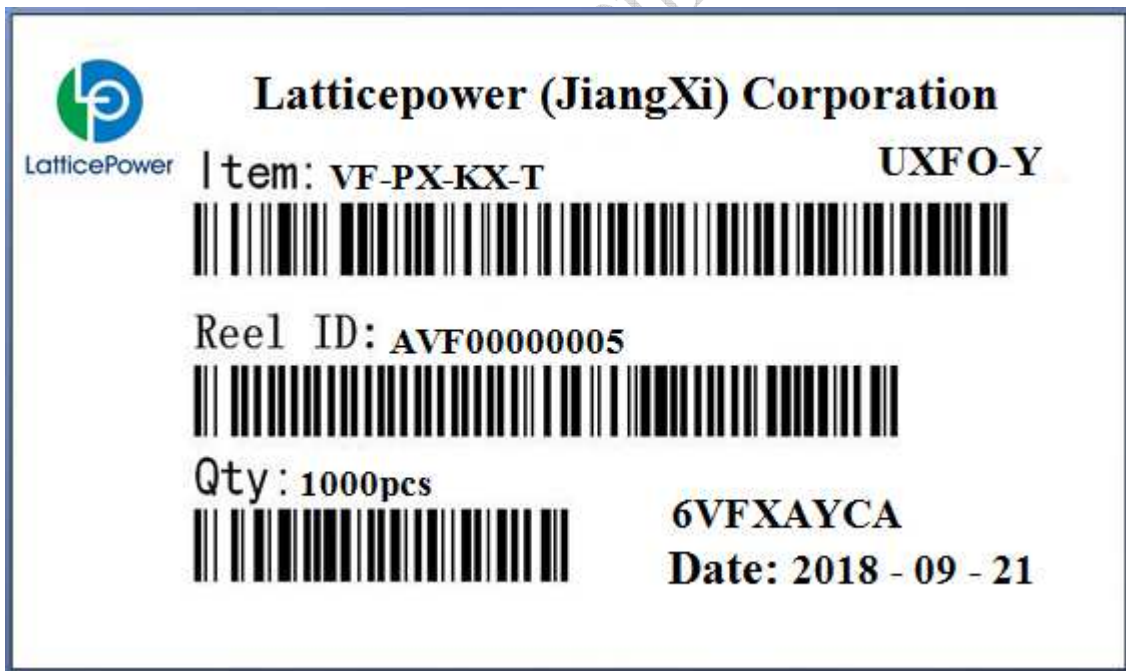 Latticepower (JiangXi) Corporation
LatticePower
Item: VF-PX-KX-T
UXFO-Y
Reel ID: AVF00000005
Qty: 1000pcs
6VFXAYCA
Date: 2018 - 09 - 21